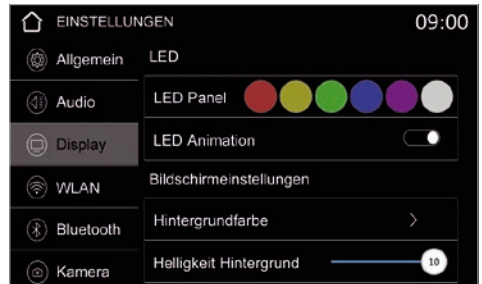 EINSTELLUNGEN 09:00
Allgemein
Audio
Display
WLAN
Bluetooth
Kamera
LED
LED Panel
LED Animation
Bildschirmeinstellungen
Hintergrundfarbe
Helligkeit Hintergrund 10